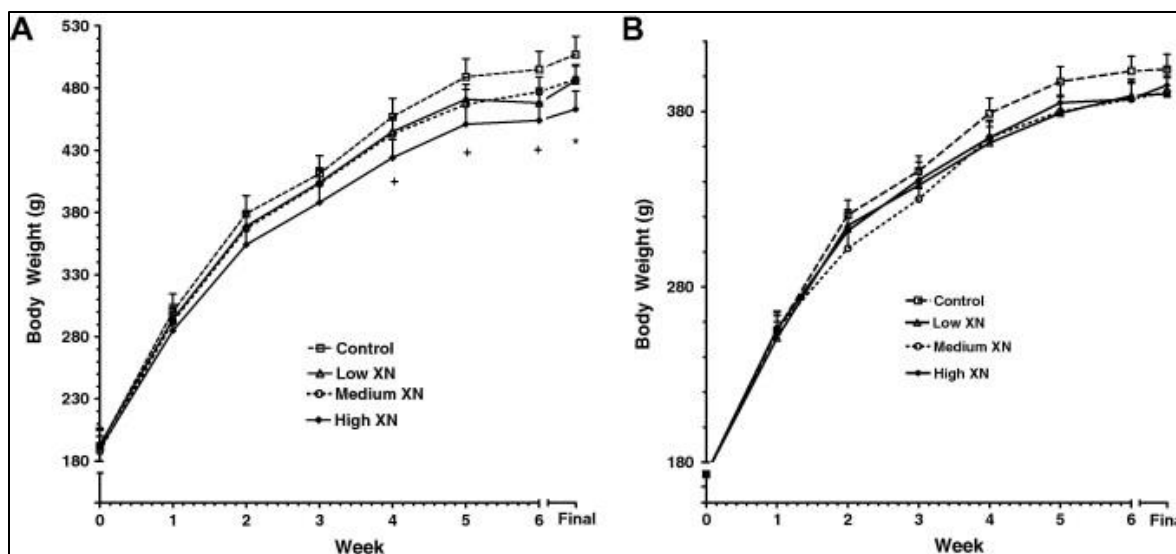 A
530
480
430
380
330
280
230
180
Body Weight (g)
+
+
+
*
Control
Low XN
Medium XN
High XN
0 1 2 3 4 5 6 Final
Week
B
380
280
180
Body Weight (g)
Control
Low XN
Medium XN
High XN
0 1 2 3 4 5 6 Final
Week